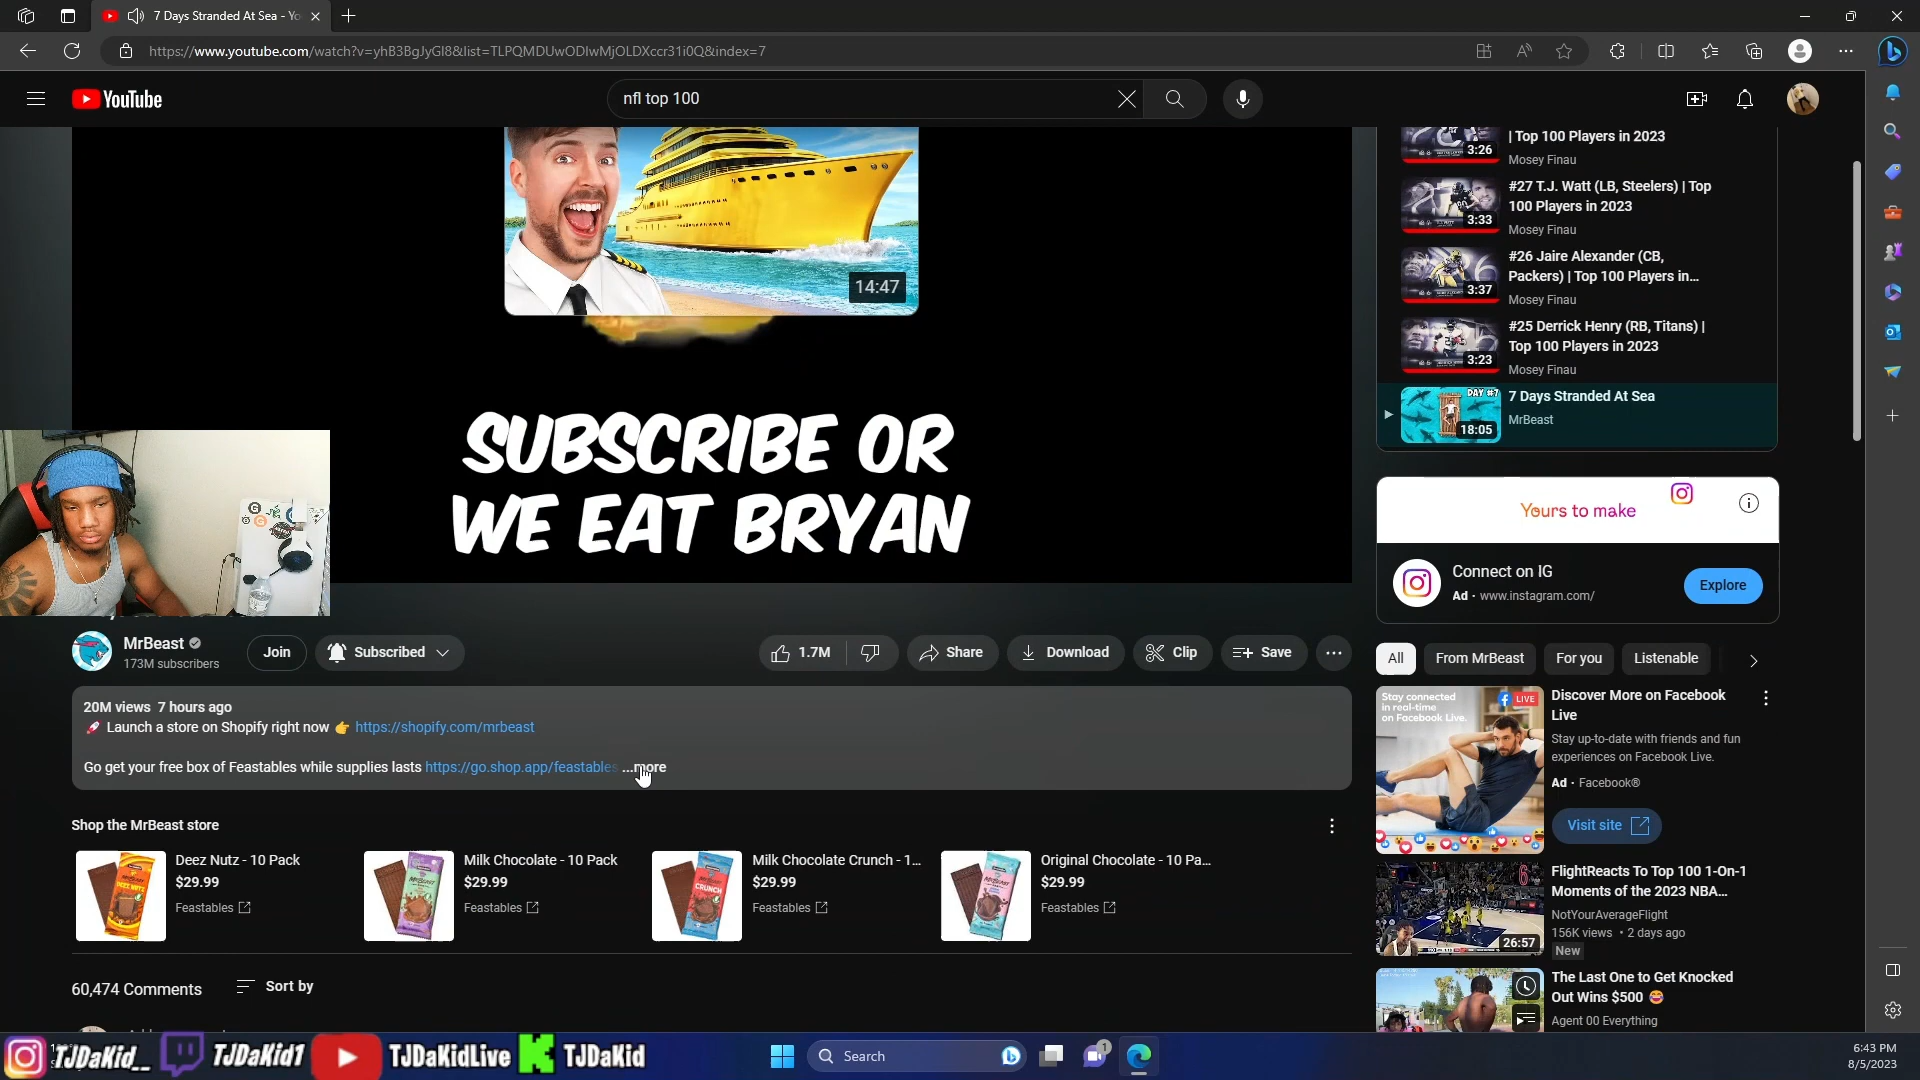 7 Days Stranded At Sea - Yo
https://www.youtube.com/watch?v=yhB3BgJyGI8&list=TLPQMDUwODIwMjOLDXccr31i0Q&index=7
YouTube
nfl top 100
14:47
SUBSCRIBE OR
WE EAT BRYAN
3:26
| Top 100 Players in 2023
Mosey Finau
3:33
#27 T.J. Watt (LB, Steelers) | Top
100 Players in 2023
Mosey Finau
3:37
#26 Jaire Alexander (CB,
Packers) | Top 100 Players in...
Mosey Finau
3:23
#25 Derrick Henry (RB, Titans) |
Top 100 Players in 2023
Mosey Finau
DAY #7
18:05
7 Days Stranded At Sea
MrBeast
Yours to make
Connect on IG
Ad · www.instagram.com/
Explore
MrBeast
173M subscribers
Join
Subscribed
1.7M
Share
Download
Clip
Save
All
From MrBeast
For you
Listenable
20M views 7 hours ago
🚀 Launch a store on Shopify right now 👉 https://shopify.com/mrbeast
Go get your free box of Feastables while supplies lasts https://go.shop.app/feastables ...more
Shop the MrBeast store
Deez Nutz - 10 Pack
$29.99
Feastables
Milk Chocolate - 10 Pack
$29.99
Feastables
CRUNCH
Milk Chocolate Crunch - 1...
$29.99
Feastables
Original Chocolate - 10 Pa...
$29.99
Feastables
60,474 Comments
Sort by
Stay connected
in real-time
on Facebook Live.
LIVE
Discover More on Facebook
Live
Stay up-to-date with friends and fun
experiences on Facebook Live.
Ad · Facebook®
Visit site
26:57
FlightReacts To Top 100 1-On-1
Moments of the 2023 NBA...
NotYourAverageFlight
156K views · 2 days ago
New
The Last One to Get Knocked
Out Wins $500 😂
Agent 00 Everything
TJDaKid__
TJDaKid1
TJDaKidLive
TJDaKid
Search
1
6:43 PM
8/5/2023